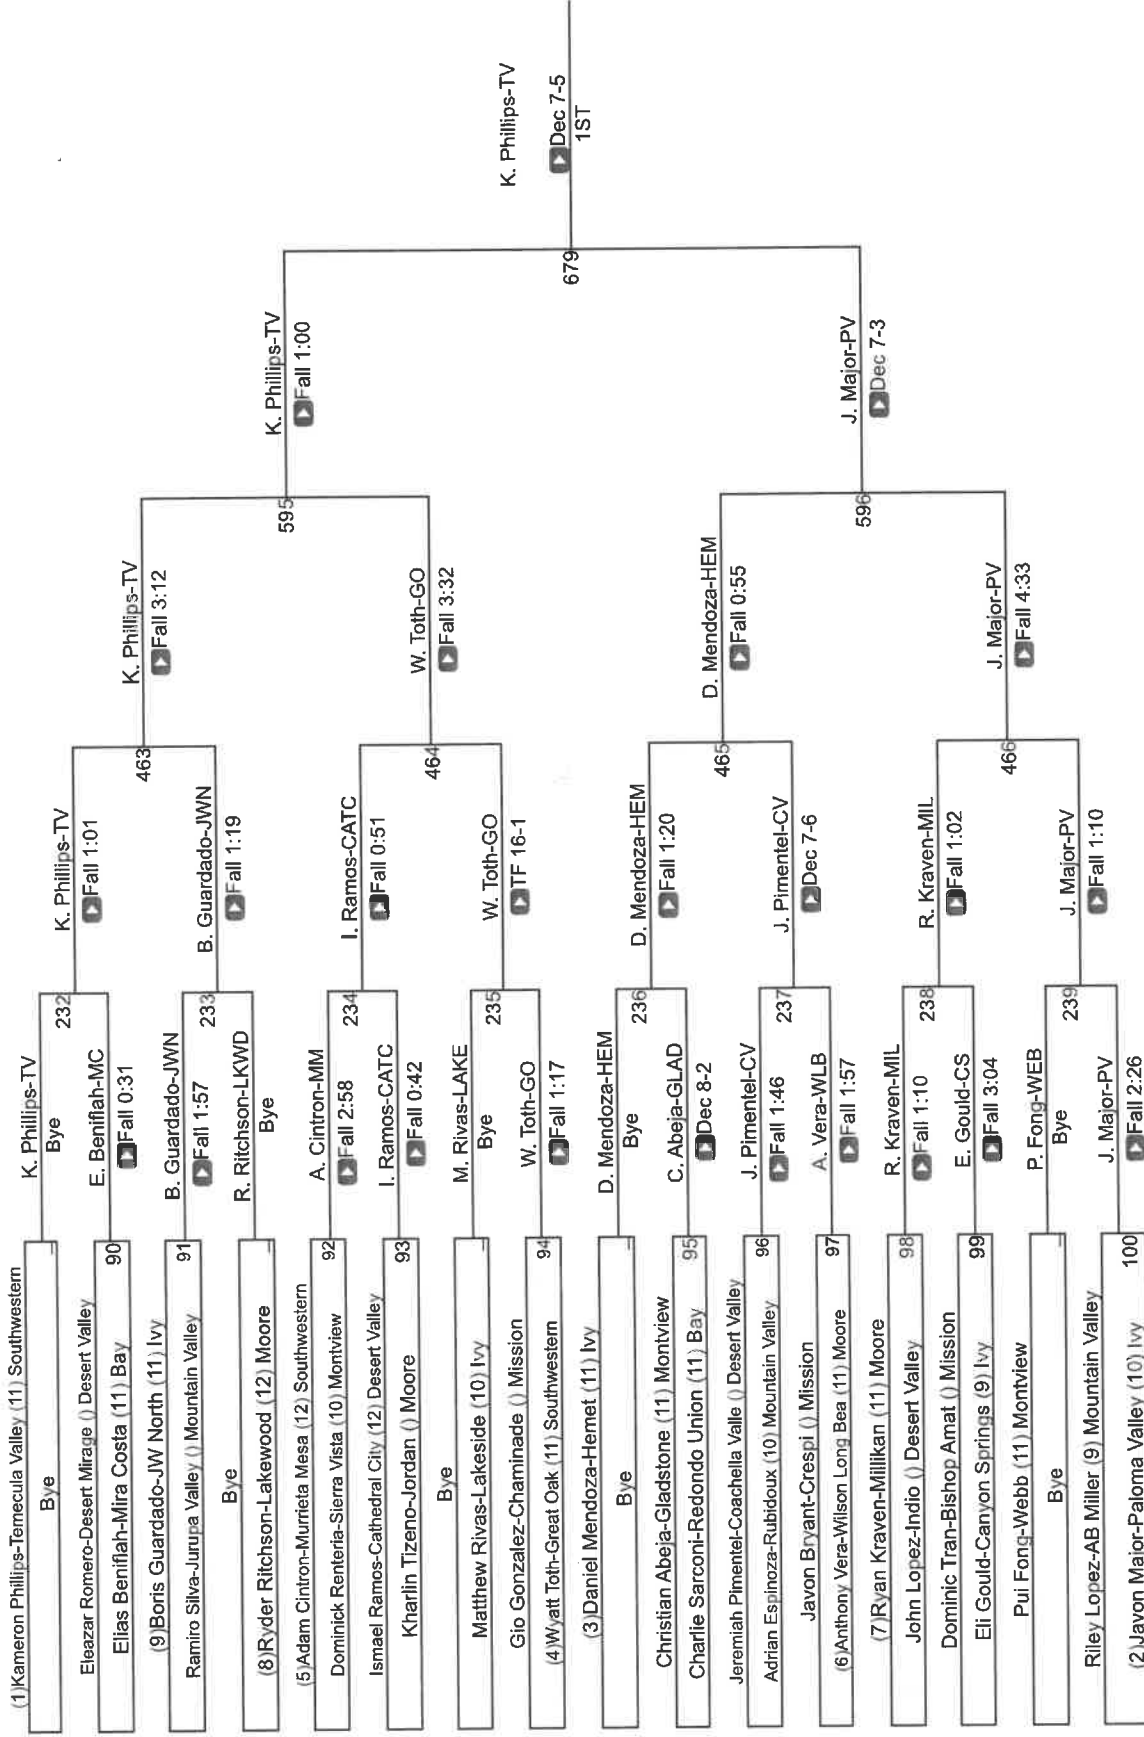 (1)Kameron Phillips-Temecula Valley (11) Southwestern
Bye
Eleazar Romero-Desert Mirage () Desert Valley
Elias Beniflah-Mira Costa (11) Bay
90
(9)Boris Guardado-JW North (11) Ivy
Ramiro Silva-Jurupa Valley () Mountain Valley
91
Bye
(8)Ryder Ritchson-Lakewood (12) Moore
(5)Adam Cintron-Murrieta Mesa (12) Southwestern
Dominick Renteria-Sierra Vista (10) Montview
92
Ismael Ramos-Cathedral City (12) Desert Valley
Kharlin Tizeno-Jordan () Moore
93
Bye
Matthew Rivas-Lakeside (10) Ivy
Gio Gonzalez-Chaminade () Mission
(4)Wyatt Toth-Great Oak (11) Southwestern
94
(3)Daniel Mendoza-Hemet (11) Ivy
Bye
Christian Abeja-Gladstone (11) Montview
Charlie Sarconi-Redondo Union (11) Bay
95
Jeremiah Pimentel-Coachella Valle () Desert Valley
Adrian Espinoza-Rubidoux (10) Mountain Valley
96
Javon Bryant-Crespi () Mission
(6)Anthony Vera-Wilson Long Bea (11) Moore
97
(7)Ryan Kraven-Millikan (11) Moore
John Lopez-Indio () Desert Valley
98
Dominic Tran-Bishop Amat () Mission
Eli Gould-Canyon Springs (9) Ivy
99
Pui Fong-Webb (11) Montview
Bye
Riley Lopez-AB Miller (9) Mountain Valley
(2)Javon Major-Paloma Valley (10) Ivy
100
K. Phillips-TV
Bye
232
E. Beniflah-MC
Fall 0:31
B. Guardado-JWN
Fall 1:57
233
R. Ritchson-LKWD
Bye
A. Cintron-MM
Fall 2:58
234
I. Ramos-CATC
Fall 0:42
M. Rivas-LAKE
Bye
235
W. Toth-GO
Fall 1:17
D. Mendoza-HEM
Bye
236
C. Abeja-GLAD
Dec 8-2
J. Pimentel-CV
Fall 1:46
237
A. Vera-WLB
Fall 1:57
R. Kraven-MIL
Fall 1:10
238
E. Gould-CS
Fall 3:04
P. Fong-WEB
Bye
239
J. Major-PV
Fall 2:26
K. Phillips-TV
Fall 1:01
463
B. Guardado-JWN
Fall 1:19
I. Ramos-CATC
Fall 0:51
464
W. Toth-GO
TF 16-1
D. Mendoza-HEM
Fall 1:20
465
J. Pimentel-CV
Dec 7-6
R. Kraven-MIL
Fall 1:02
466
J. Major-PV
Fall 1:10
K. Phillips-TV
Fall 3:12
595
W. Toth-GO
Fall 3:32
D. Mendoza-HEM
Fall 0:55
596
J. Major-PV
Fall 4:33
K. Phillips-TV
Fall 1:00
679
J. Major-PV
Dec 7-3
K. Phillips-TV
Dec 7-5
1ST